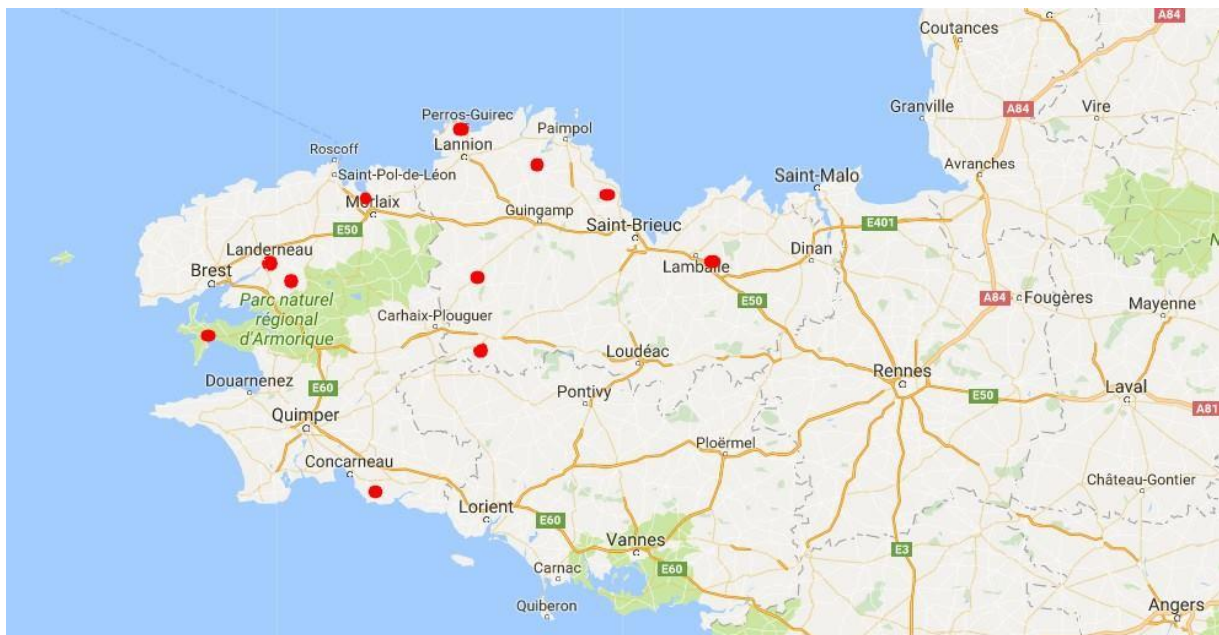 A84
Coutances
Perros-Guirec
Granville
A84
Vire
Paimpol
Lannion
Roscoff
Avranches
Saint-Pol-de-Léon
Saint-Malo
Morlaix
Guingamp
E50
Saint-Brieuc
E401
Landerneau
Dinan
Lamballe
Brest
E50
A84
Fougères
Mayenne
Parc naturel
régional
d'Armorique
Carhaix-Plouguer
Loudéac
Rennes
Douarnenez
E60
Pontivy
E50
Laval
A81
Quimper
Ploërmel
Concarneau
Château-Gontier
Lorient
E60
Vannes
E3
E60
Carnac
Quiberon
Angers